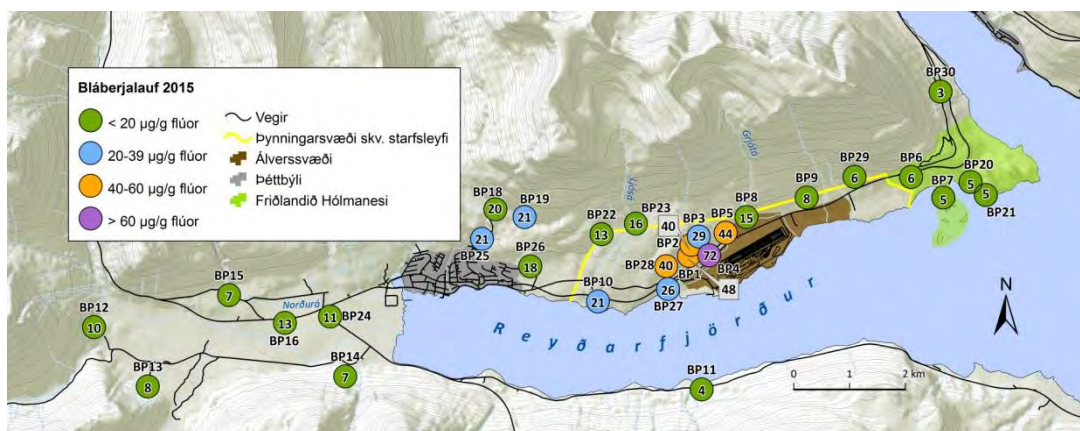 Bláberjalauf 2015
< 20 µg/g flúor
20-39 µg/g flúor
40-60 µg/g flúor
> 60 µg/g flúor
Vegir
Þynningarsvæði skv. starfsleyfi
Álverssvæði
Þéttbýli
Friðlandið Hólmanesi
BP30
3
BP29
6
BP6
6
BP20
5
BP7
5
5
BP21
BP9
8
Grjótá
BP8
15
BP5
44
BP3
29
40
BP2
BP23
16
BP22
13
BP18
20
BP19
21
21
BP25
BP26
18
BP28
40
72
BP4
BP1
48
26
BP27
BP10
21
BP15
7
Norðurá
BP12
10
13
BP16
11
BP24
BP13
8
BP14
7
BP11
4
Reyðarfjörður
N
0 1 2 km